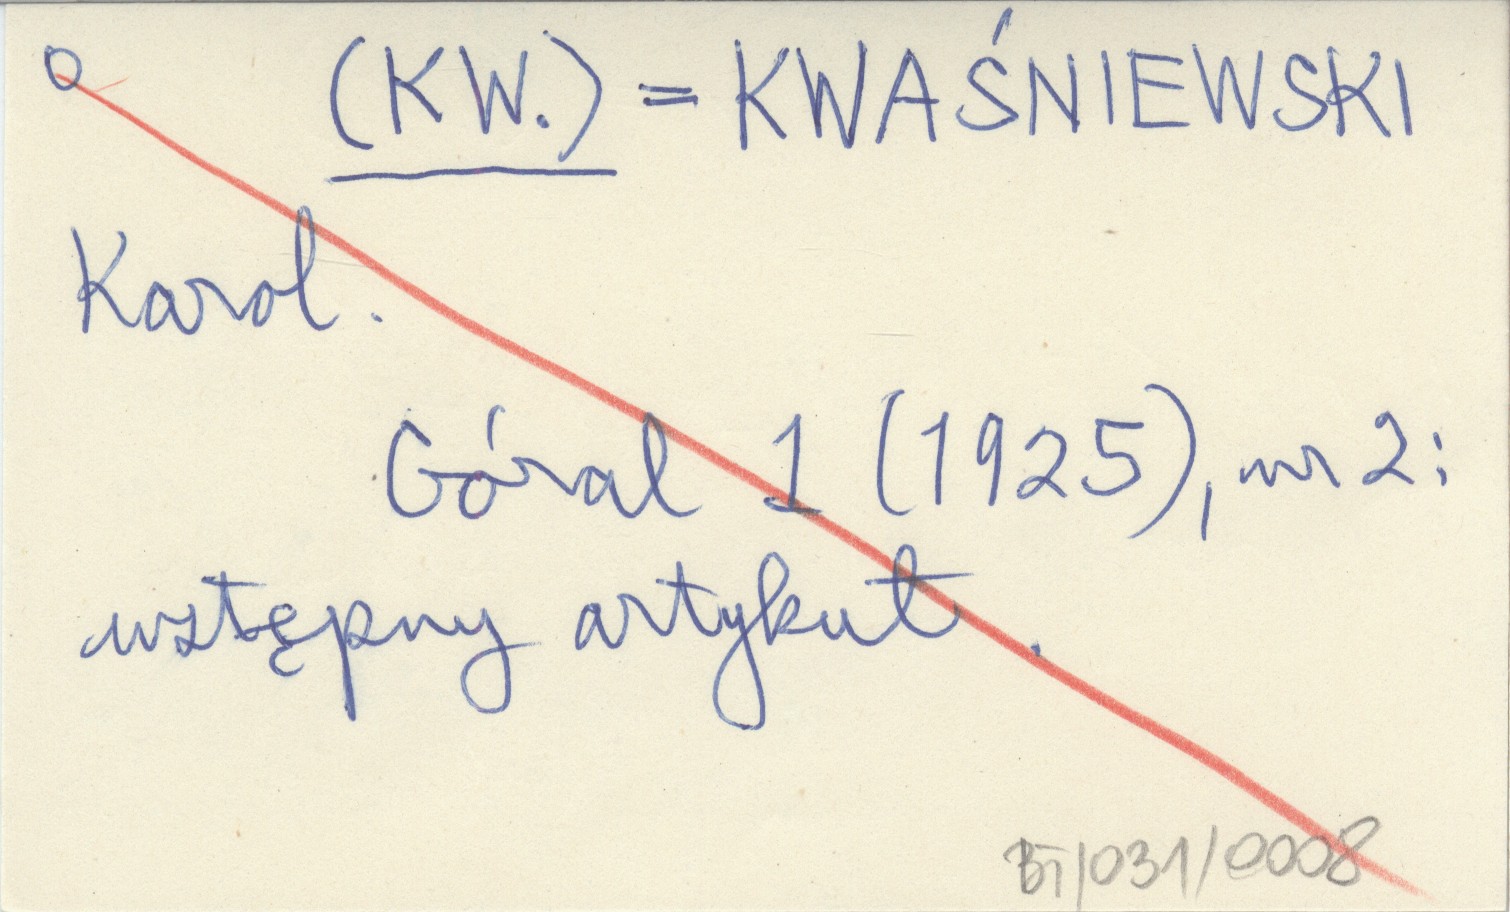 (KW.) = KWAŚNIEWSKI
Karol.
Góral 1 (1925), nr 2:
wstępny artykuł.
BT/031/0008